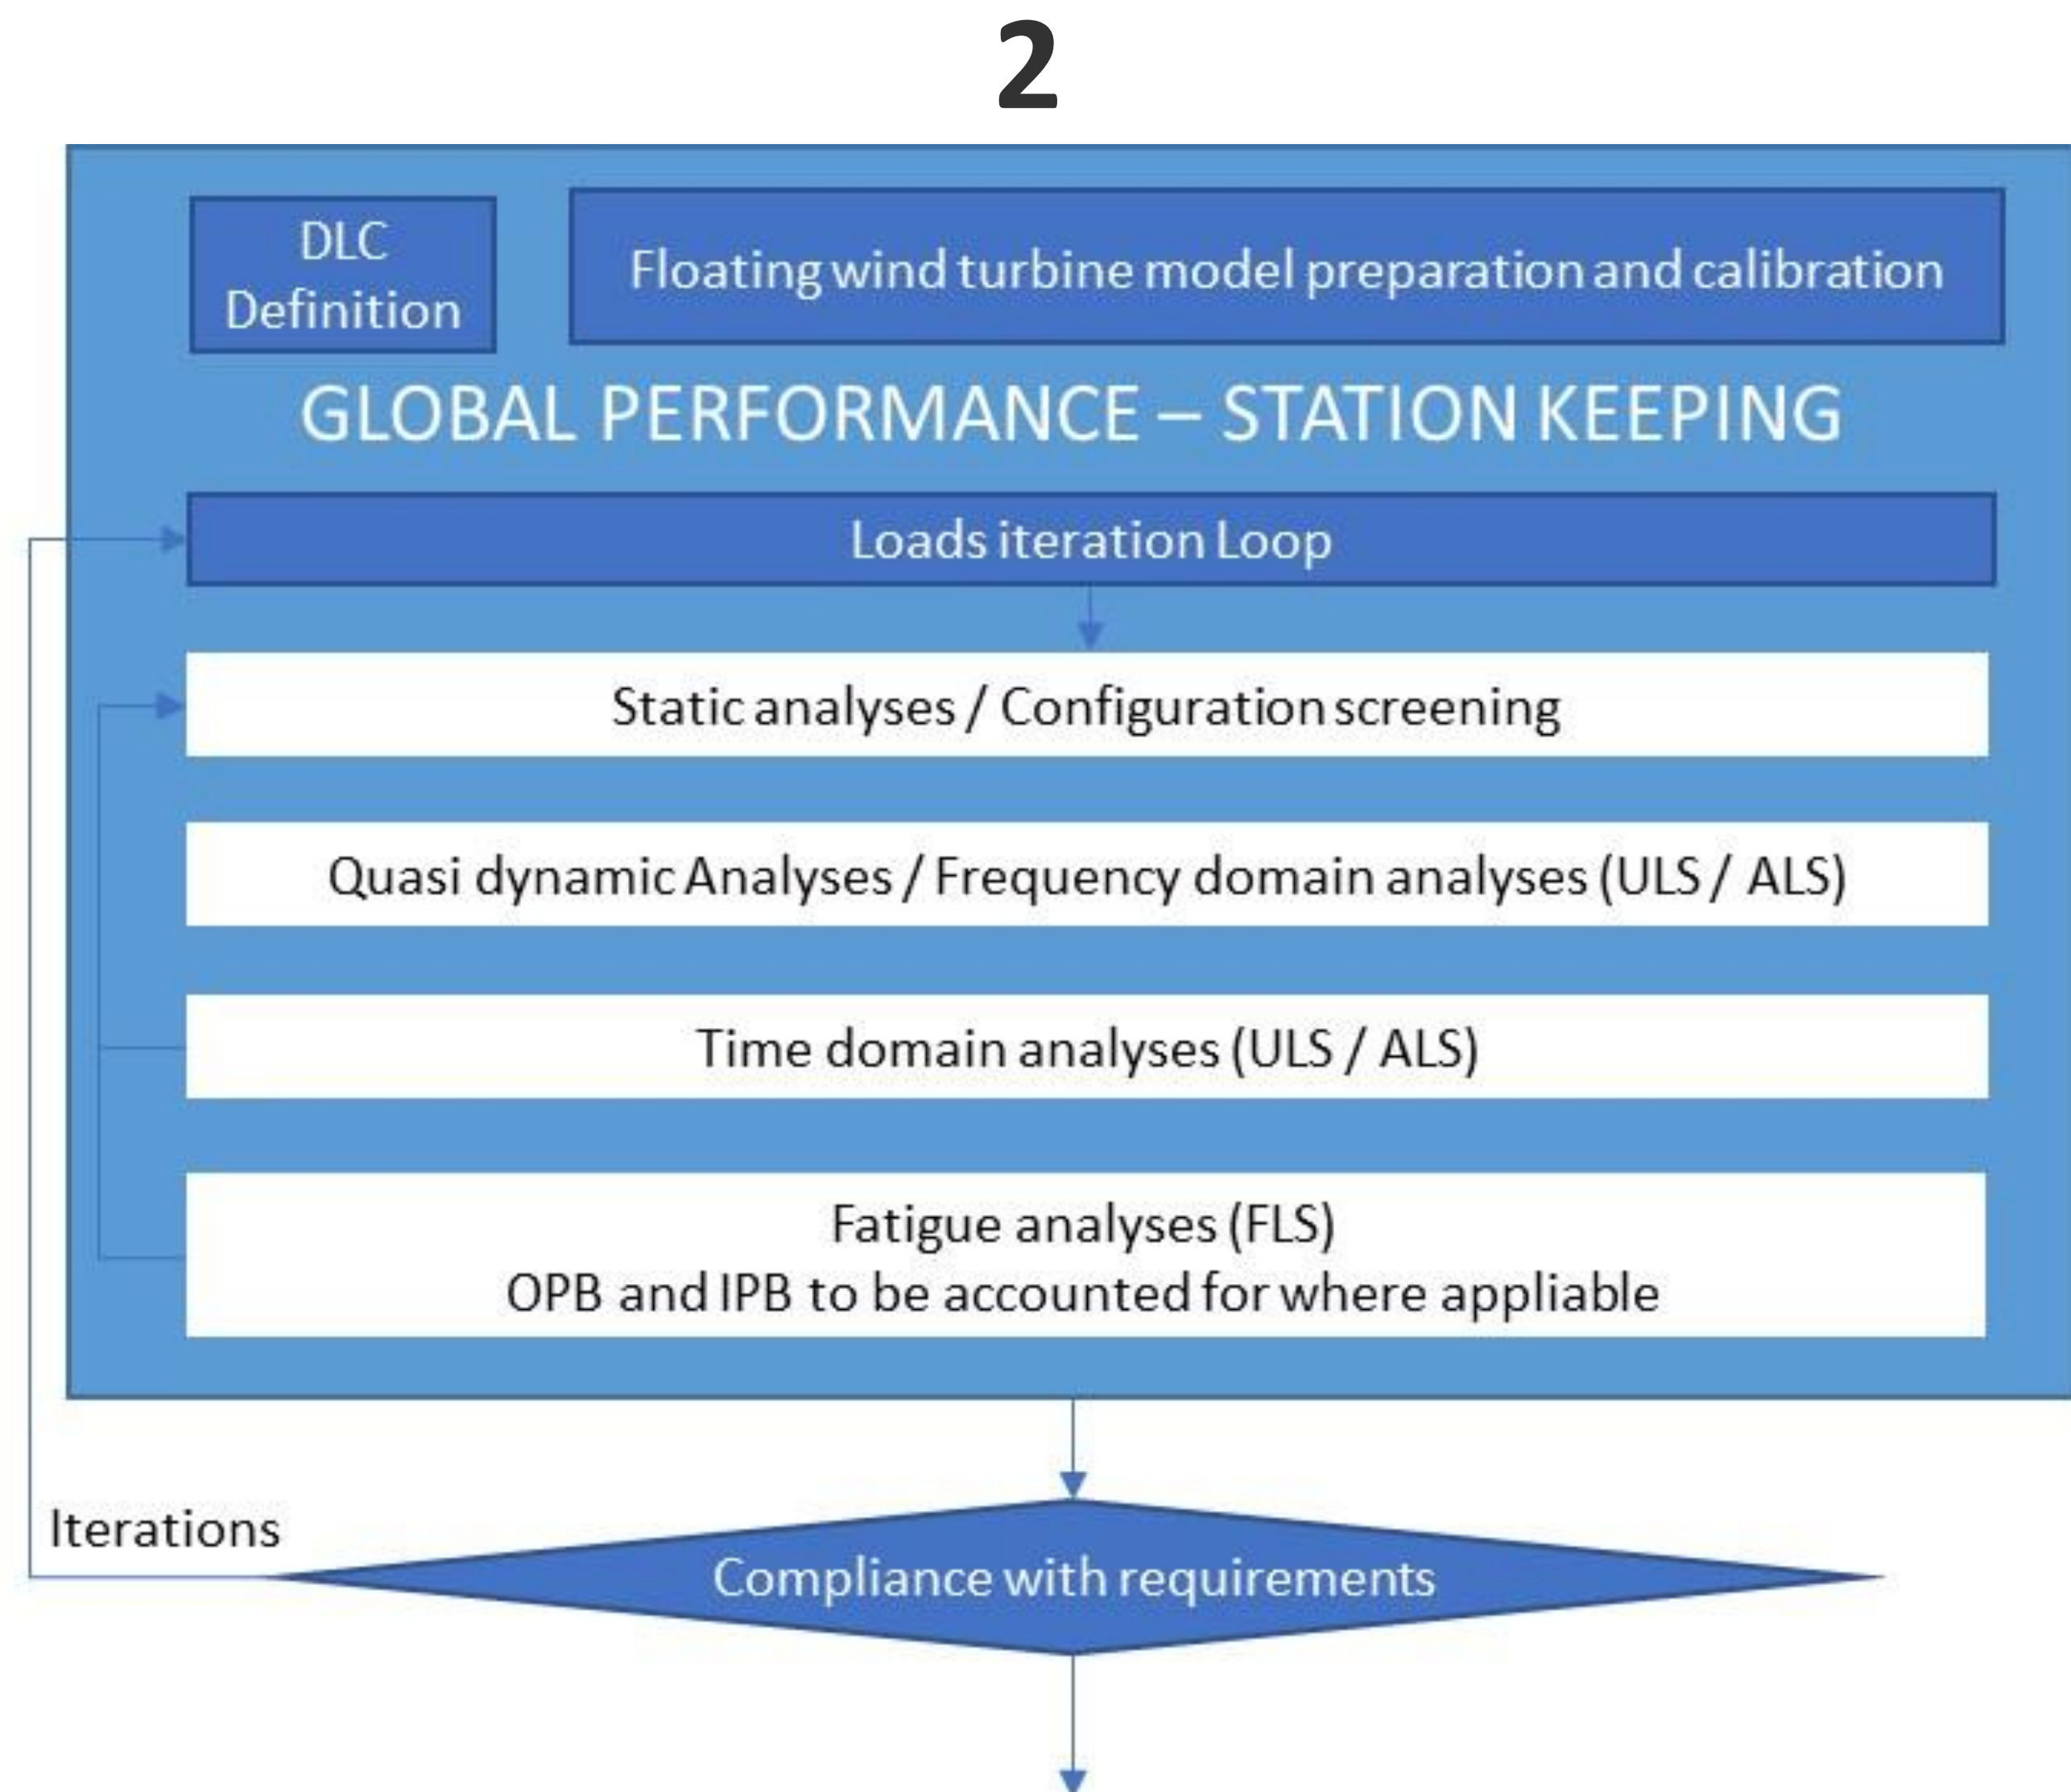 2
DLC
Definition
Floating wind turbine model preparation and calibration
GLOBAL PERFORMANCE – STATION KEEPING
Loads iteration Loop
Static analyses / Configuration screening
Quasi dynamic Analyses / Frequency domain analyses (ULS / ALS)
Time domain analyses (ULS / ALS)
Fatigue analyses (FLS)
OPB and IPB to be accounted for where appliable
Iterations
Compliance with requirements